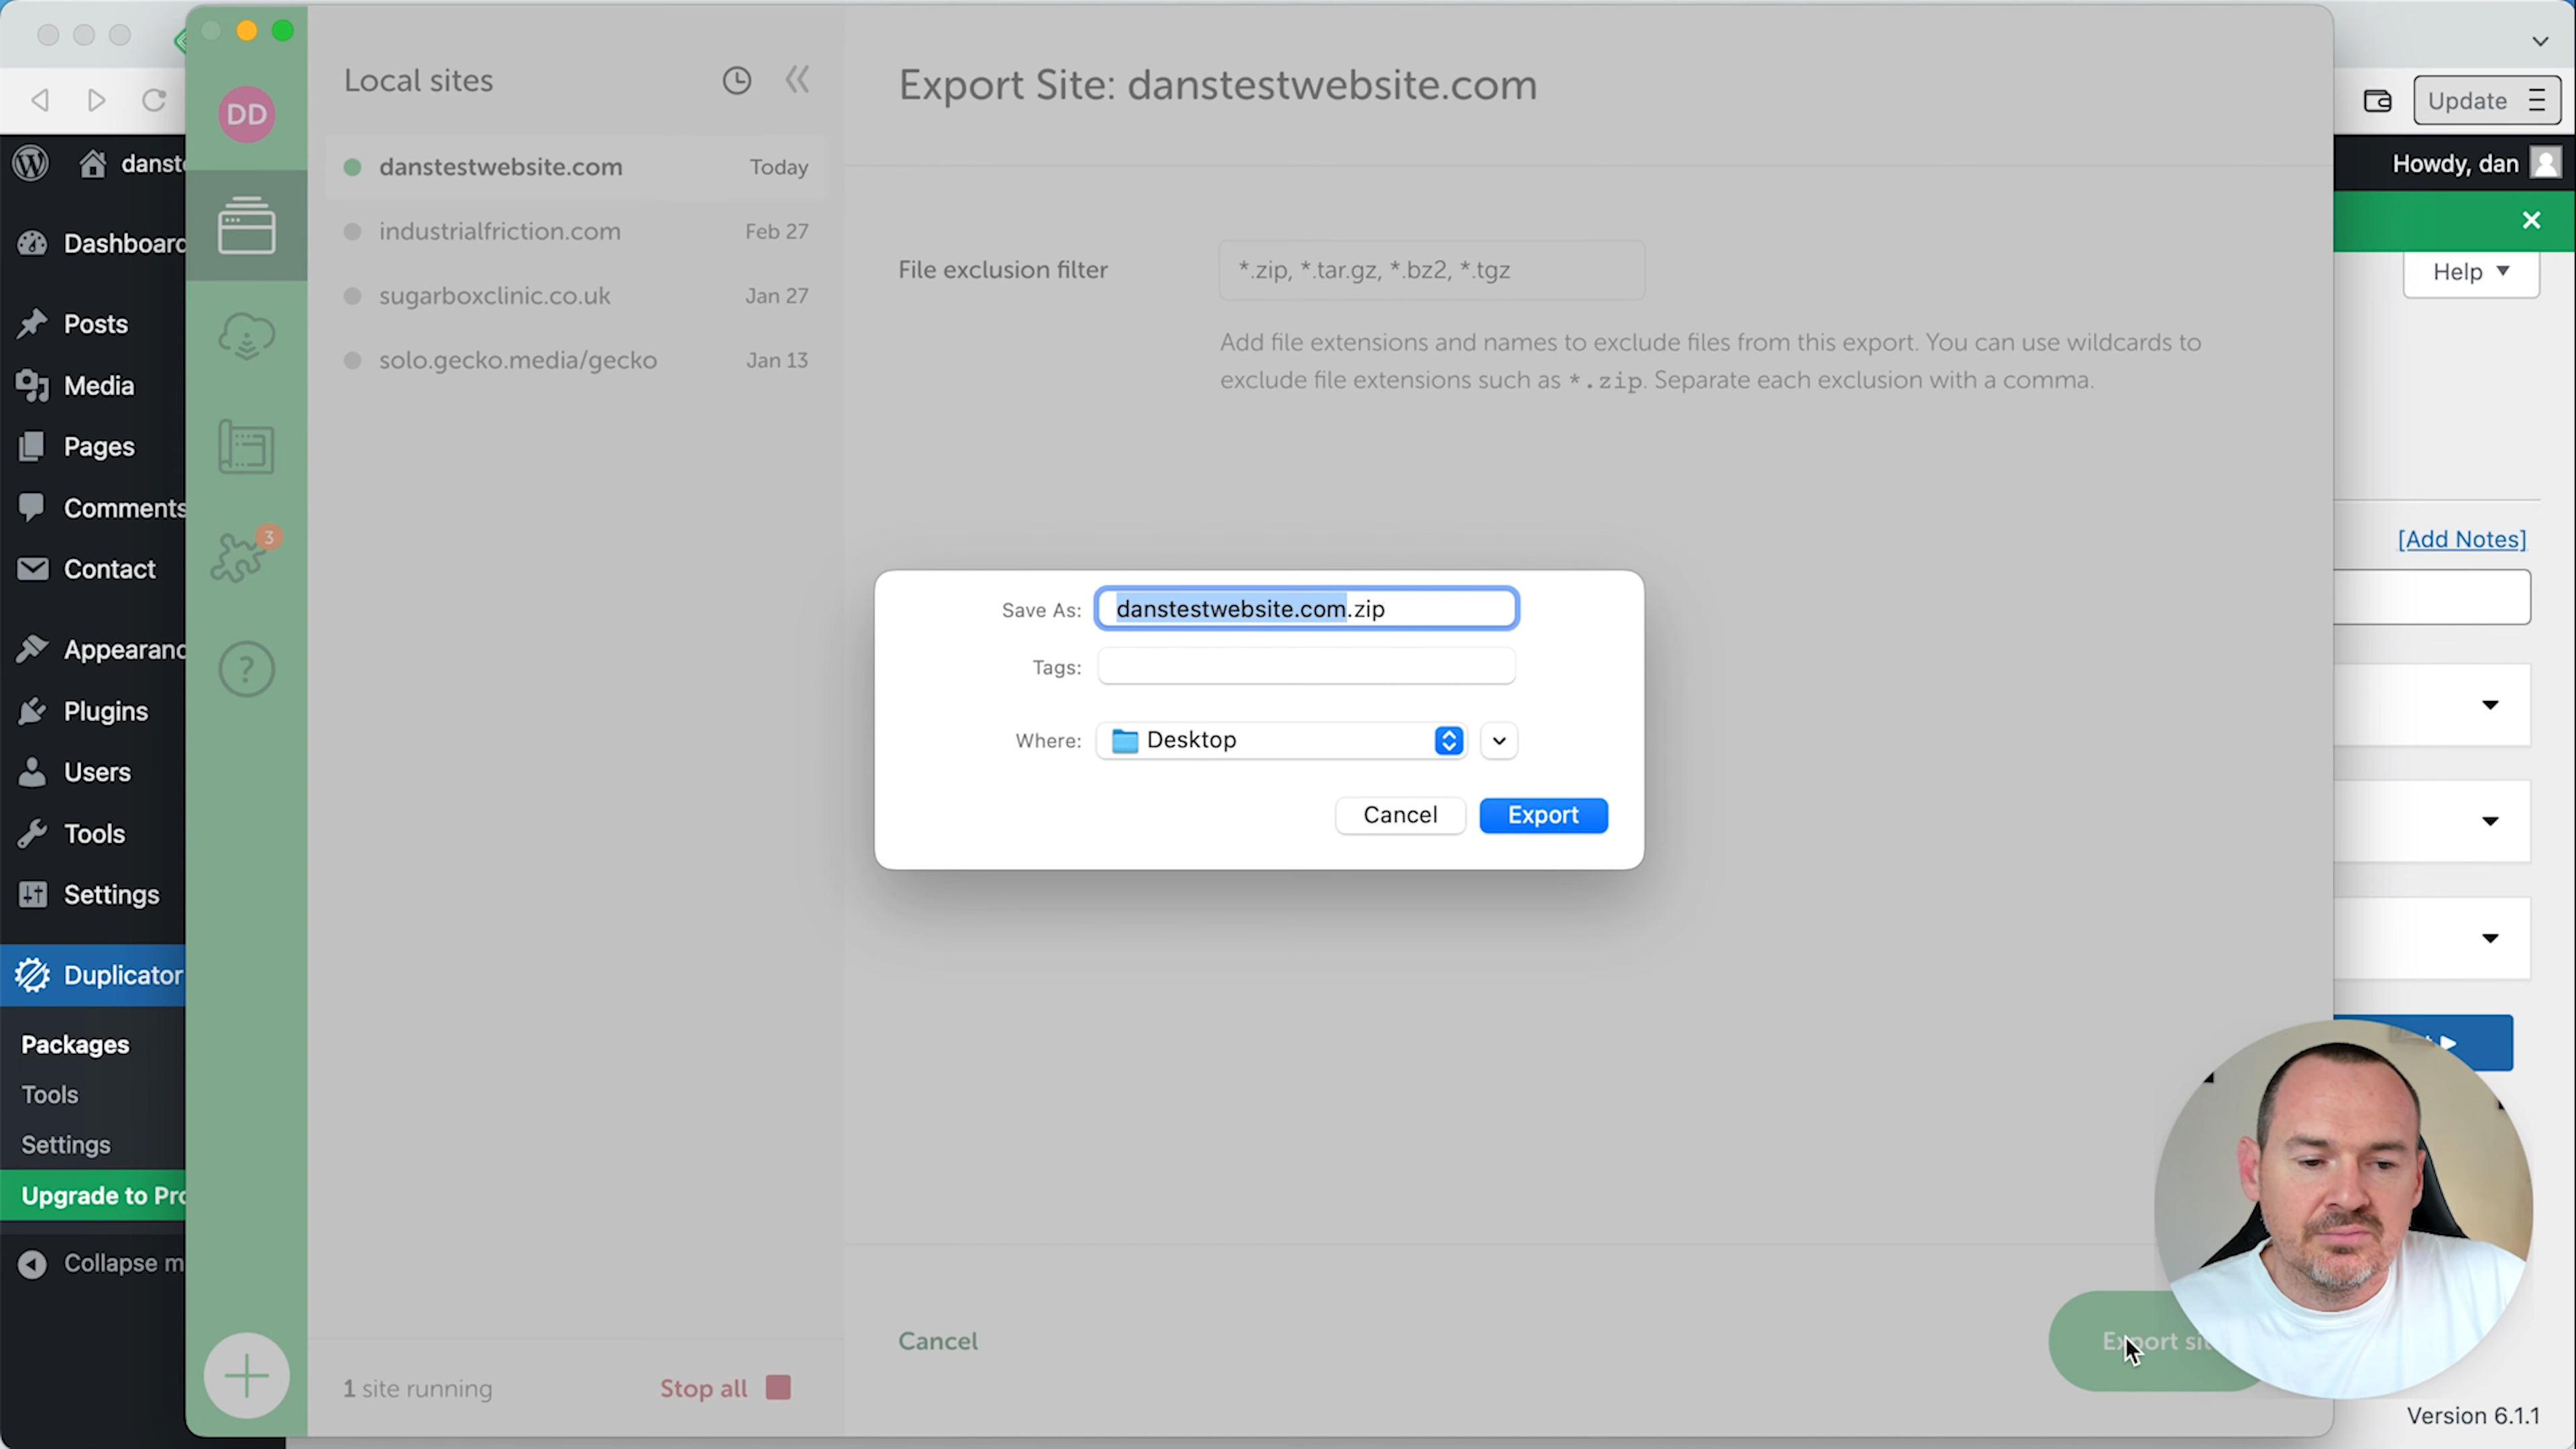 Update
danste
Howdy, dan
Dashboard
Posts
Media
Pages
Comments
Contact
Appearanc
Plugins
Users
Tools
Settings
Duplicator
Packages
Tools
Settings
Upgrade to Pro
Collapse m
DD
3
?
Local sites
danstestwebsite.com Today
industrialfriction.com Feb 27
sugarboxclinic.co.uk Jan 27
solo.gecko.media/gecko Jan 13
1 site running Stop all
Export Site: danstestwebsite.com
File exclusion filter
*.zip, *.tar.gz, *.bz2, *.tgz
Add file extensions and names to exclude files from this export. You can use wildcards to
exclude file extensions such as *.zip. Separate each exclusion with a comma.
Save As: danstestwebsite.com.zip
Tags:
Where: Desktop
Cancel Export
Cancel
Export sit
Help
[Add Notes]
Version 6.1.1